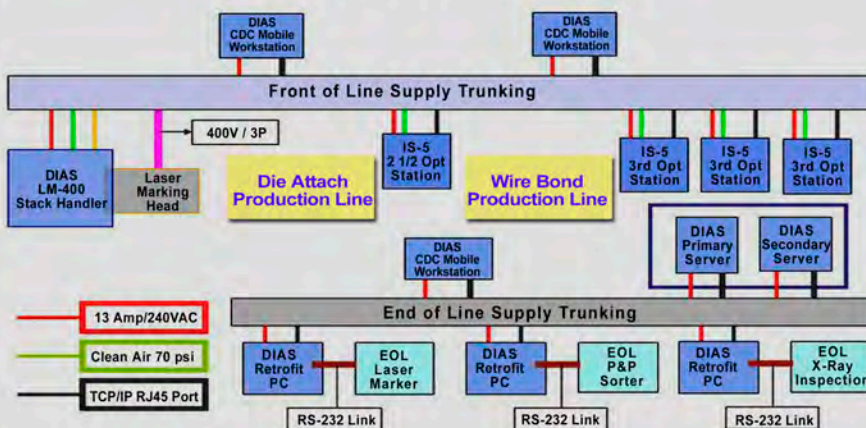 DIAS
CDC Mobile
Workstation
DIAS
CDC Mobile
Workstation
Front of Line Supply Trunking
400V / 3P
DIAS
LM-400
Stack Handler
Laser
Marking
Head
Die Attach
Production Line
IS-5
2 1/2 Opt
Station
Wire Bond
Production Line
IS-5
3rd Opt
Station
IS-5
3rd Opt
Station
IS-5
3rd Opt
Station
DIAS
CDC Mobile
Workstation
DIAS
Primary
Server
DIAS
Secondary
Server
End of Line Supply Trunking
13 Amp/240VAC
Clean Air 70 psi
TCP/IP RJ45 Port
DIAS
Retrofit
PC
EOL
Laser
Marker
DIAS
Retrofit
PC
EOL
P&P
Sorter
DIAS
Retrofit
PC
EOL
X-Ray
Inspection
RS-232 Link
RS-232 Link
RS-232 Link